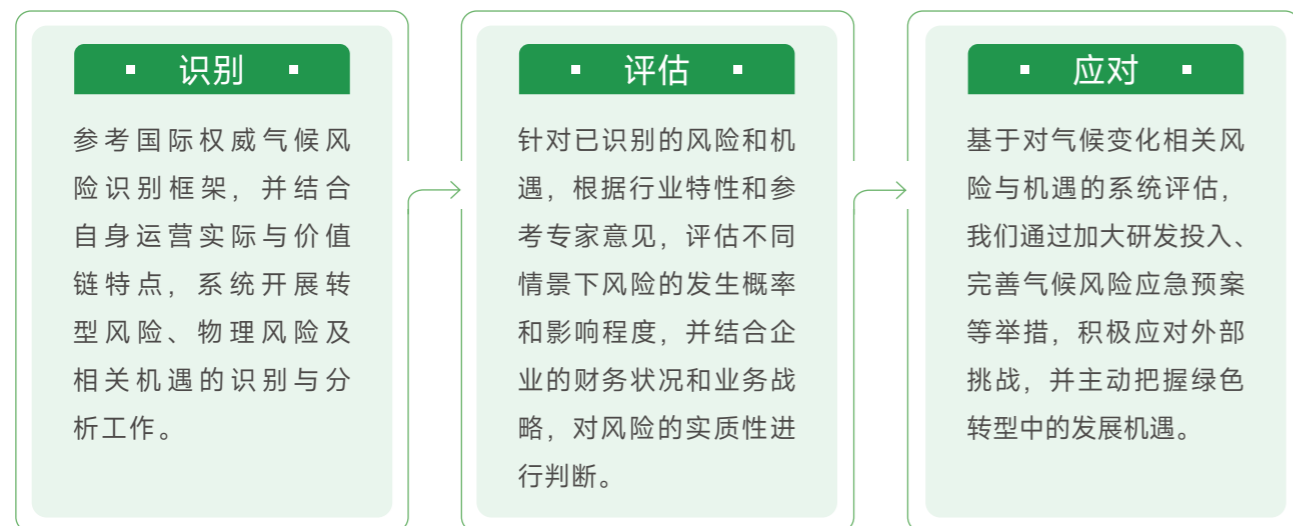 识别
参考国际权威气候风
险识别框架，并结合
自身运营实际与价值
链特点，系统开展转
型风险、物理风险及
相关机遇的识别与分
析工作。
评估
针对已识别的风险和机
遇，根据行业特性和参
考专家意见，评估不同
情景下风险的发生概率
和影响程度，并结合企
业的财务状况和业务战
略，对风险的实质性进
行判断。
应对
基于对气候变化相关风
险与机遇的系统评估，
我们通过加大研发投入、
完善气候风险应急预案
等举措，积极应对外部
挑战，并主动把握绿色
转型中的发展机遇。